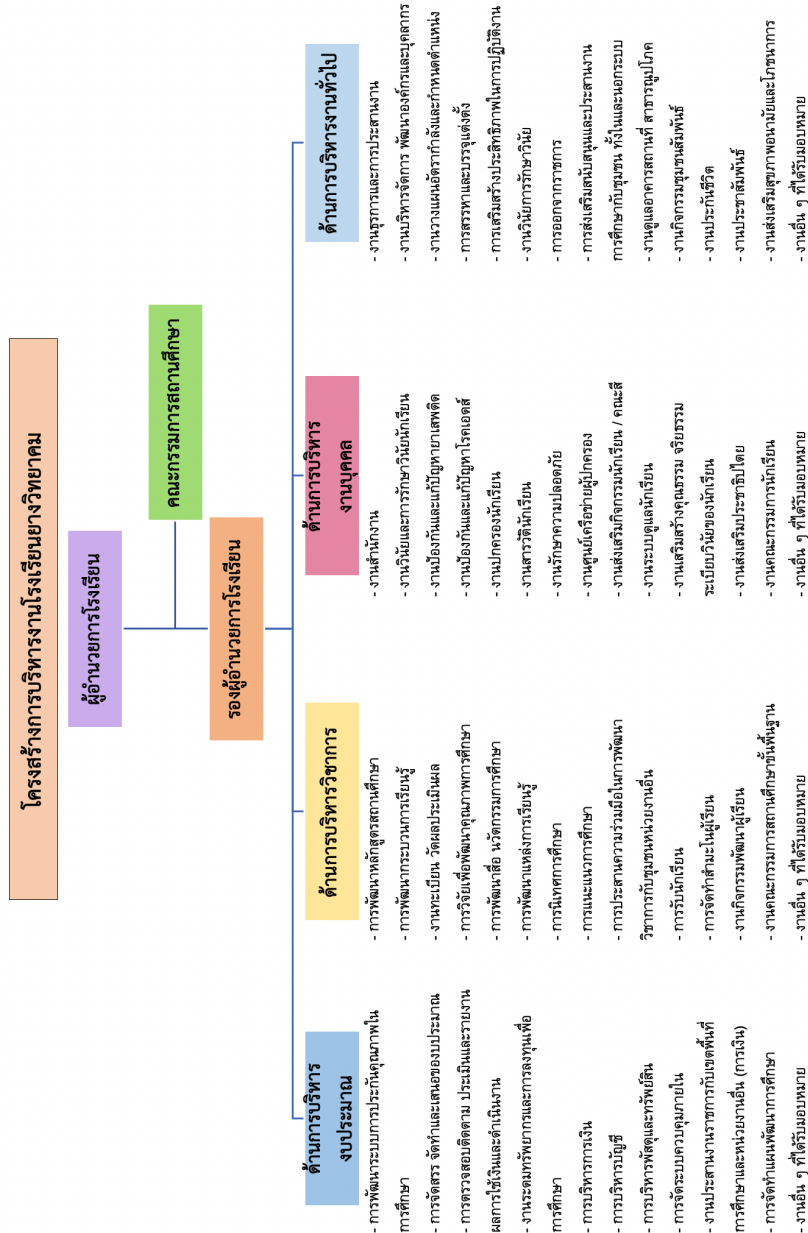 โครงสร้างการบริหารงานโรงเรียนยางวิทยาคม
ผู้อำนวยการโรงเรียน
คณะกรรมการสถานศึกษา
รองผู้อำนวยการโรงเรียน
ด้านการบริหาร
งบประมาณ
- การพัฒนาระบบการประกันคุณภาพใน
การศึกษา
- การจัดสรร จัดทำและเสนอของบประมาณ
- การตรวจสอบติดตาม ประเมินและรายงาน
ผลการใช้เงินและดำเนินงาน
- งานระดมทรัพยากรและการลงทุนเพื่อ
การศึกษา
- การบริหารการเงิน
- การบริหารบัญชี
- การบริหารพัสดุและทรัพย์สิน
- การจัดระบบควบคุมภายใน
- งานประสานงานราชการกับเขตพื้นที่
การศึกษาและหน่วยงานอื่น (การเงิน)
- การจัดทำแผนพัฒนาการศึกษา
- งานอื่น ๆ ที่ได้รับมอบหมาย
ด้านการบริหารวิชาการ
- การพัฒนาหลักสูตรสถานศึกษา
- การพัฒนากระบวนการเรียนรู้
- งานทะเบียน วัดผลประเมินผล
- การวิจัยเพื่อพัฒนาคุณภาพการศึกษา
- การพัฒนาสื่อ นวัตกรรมการศึกษา
- การพัฒนาแหล่งการเรียนรู้
- การนิเทศการศึกษา
- การแนะแนวการศึกษา
- การประสานความร่วมมือในการพัฒนา
วิชาการกับชุมชนหน่วยงานอื่น
- การรับนักเรียน
- การจัดทำสำมะโนผู้เรียน
- งานกิจกรรมพัฒนาผู้เรียน
- งานคณะกรรมการสถานศึกษาขั้นพื้นฐาน
- งานอื่น ๆ ที่ได้รับมอบหมาย
ด้านการบริหาร
งานบุคคล
- งานสำนักงาน
- งานวินัยและการรักษาวินัยนักเรียน
- งานป้องกันและแก้ปัญหายาเสพติด
- งานป้องกันและแก้ปัญหาโรคเอดส์
- งานปกครองนักเรียน
- งานสารวัตินักเรียน
- งานรักษาความปลอดภัย
- งานศูนย์เครือข่ายผู้ปกครอง
- งานส่งเสริมกิจกรรมนักเรียน / คณะสี
- งานระบบดูแลนักเรียน
- งานเสริมสร้างคุณธรรม จริยธรรม
ระเบียบวินัยของนักเรียน
- งานส่งเสริมประชาธิปไตย
- งานคณะกรรมการนักเรียน
- งานอื่น ๆ ที่ได้รับมอบหมาย
ด้านการบริหารงานทั่วไป
- งานธุรการและการประสานงาน
- งานบริหารจัดการ พัฒนาองค์กรและบุคลากร
- งานวางแผนอัตรากำลังและกำหนดตำแหน่ง
- การสรรหาและบรรจุแต่งตั้ง
- การเสริมสร้างประสิทธิภาพในการปฏิบัติงาน
- งานวินัยการรักษาวินัย
- การออกจากราชการ
- การส่งเสริมสนับสนุนและประสานงาน
การศึกษากับชุมชน ทั้งในและนอกระบบ
- งานดูแลอาคารสถานที่ สาธารณูปโภค
- งานกิจกรรมชุมชนสัมพันธ์
- งานประกันชีวิต
- งานประชาสัมพันธ์
- งานส่งเสริมสุขภาพอนามัยและโภชนาการ
- งานอื่น ๆ ที่ได้รับมอบหมาย